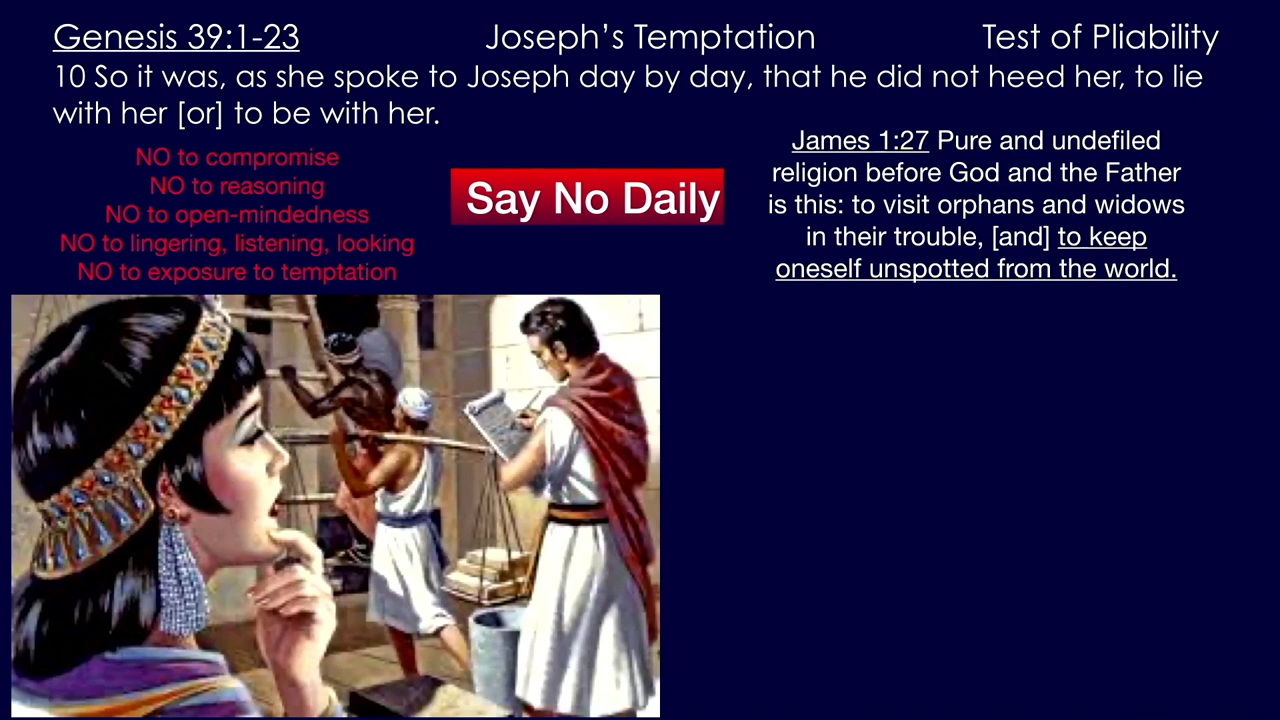 Genesis 39:1-23 Joseph’s Temptation Test of Pliability
10 So it was, as she spoke to Joseph day by day, that he did not heed her, to lie
with her [or] to be with her.
NO to compromise
NO to reasoning
NO to open-mindedness
NO to lingering, listening, looking
NO to exposure to temptation
Say No Daily
James 1:27 Pure and undefiled
religion before God and the Father
is this: to visit orphans and widows
in their trouble, [and] to keep
oneself unspotted from the world.